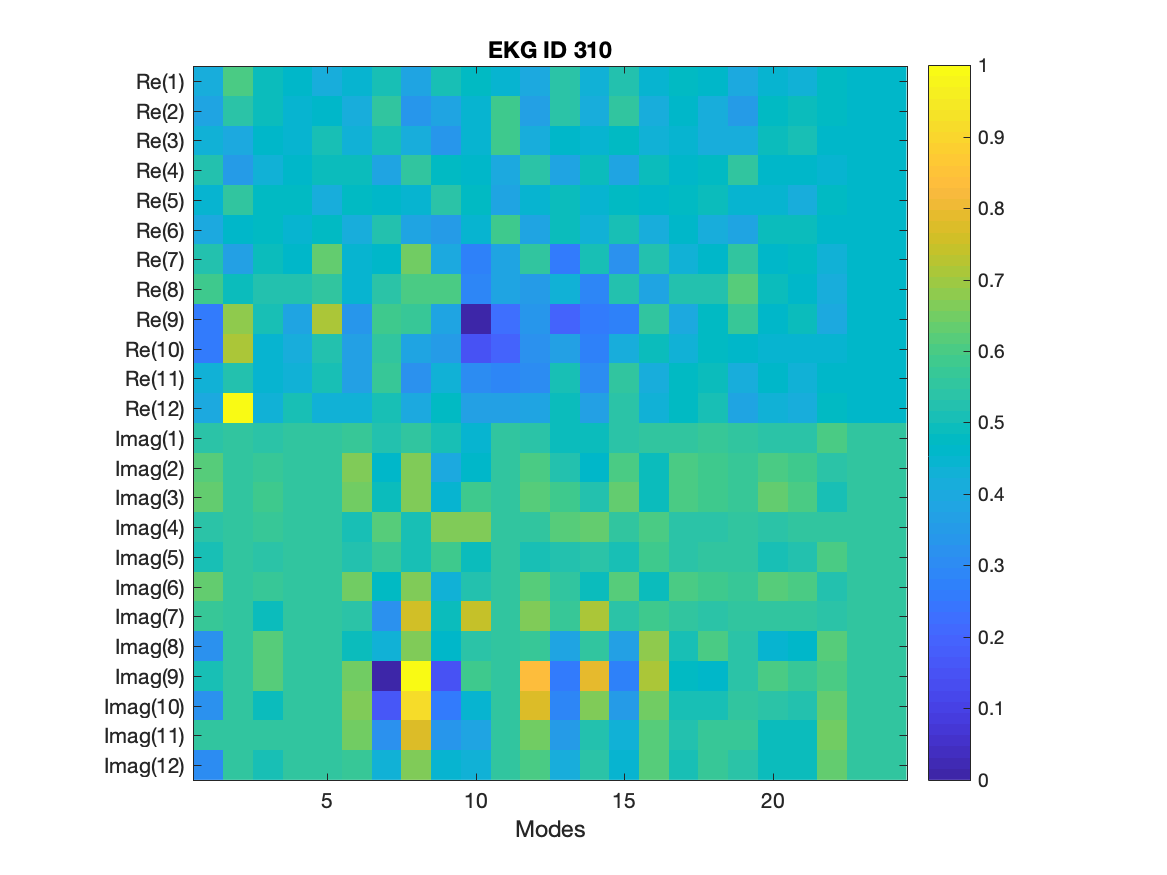 EKG ID 310
Re(1)
Re(2)
Re(3)
Re(4)
Re(5)
Re(6)
Re(7)
Re(8)
Re(9)
Re(10)
Re(11)
Re(12)
Imag(1)
Imag(2)
Imag(3)
Imag(4)
Imag(5)
Imag(6)
Imag(7)
Imag(8)
Imag(9)
Imag(10)
Imag(11)
Imag(12)
5 10 15 20
Modes
1
0.9
0.8
0.7
0.6
0.5
0.4
0.3
0.2
0.1
0